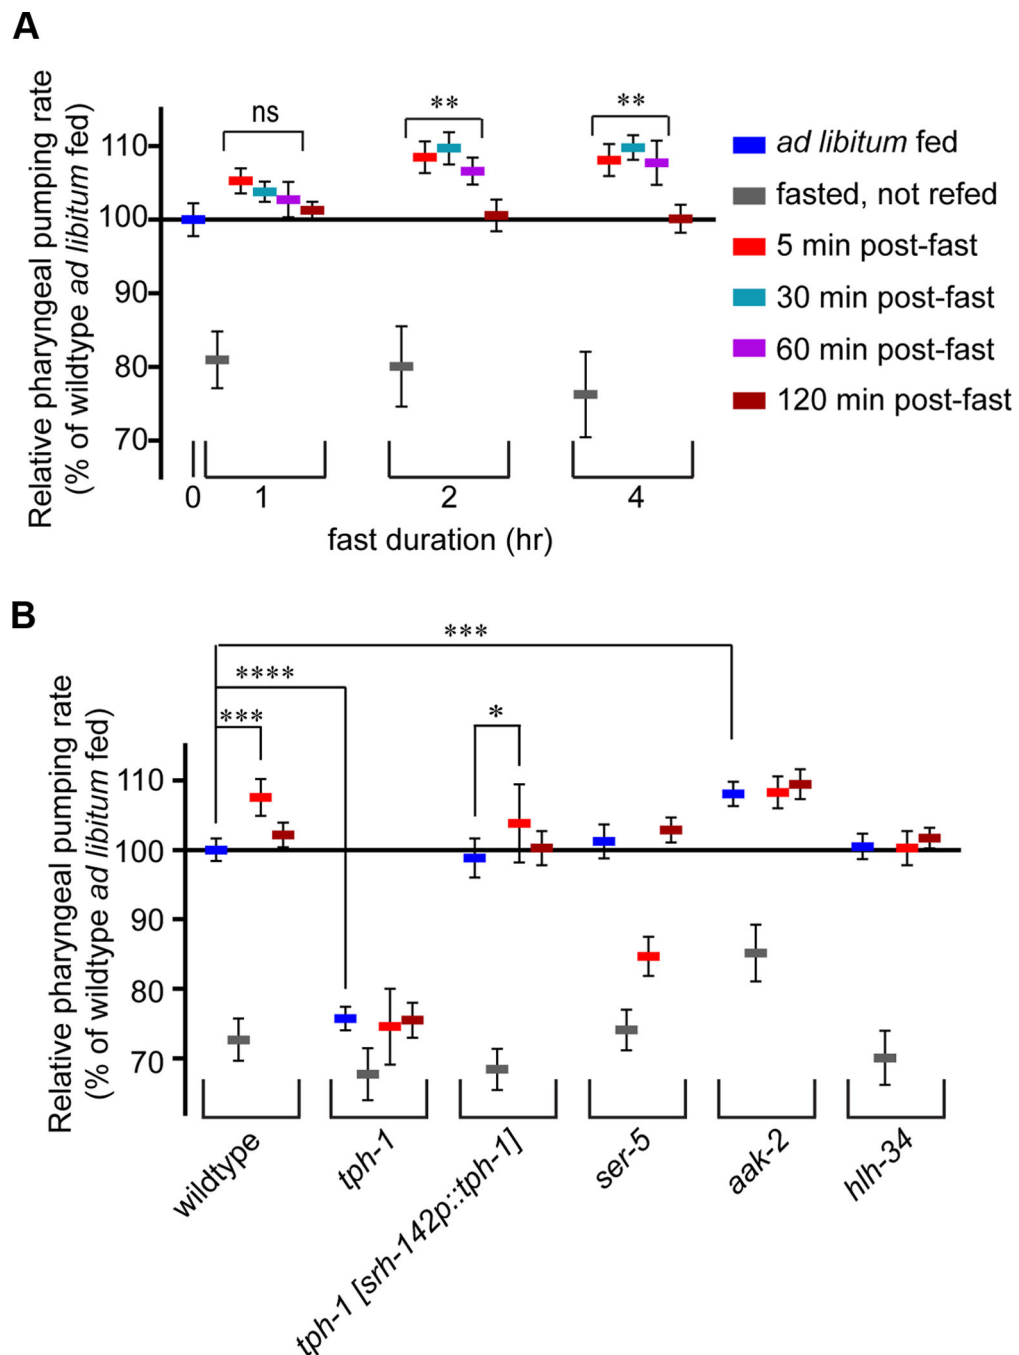 A
Relative pharyngeal pumping rate
(% of wildtype ad libitum fed)
110
100
90
80
70
ns
**
**
0
1
2
4
fast duration (hr)
ad libitum fed
fasted, not refed
5 min post-fast
30 min post-fast
60 min post-fast
120 min post-fast
B
Relative pharyngeal pumping rate
(% of wildtype ad libitum fed)
110
100
90
80
70
***
****
***
*
wildtype
tph-1
tph-1 [srh-142p::tph-1]
ser-5
aak-2
hlh-34